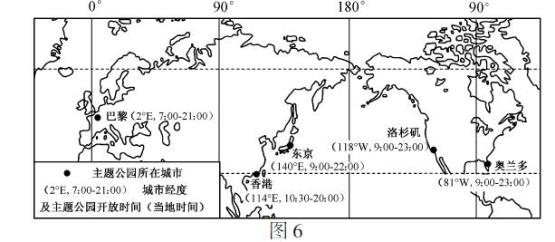 0° 90° 180° 90°
巴黎(2°E, 7:00-21:00)
洛杉矶
(118°W, 9:00-23:00)
东京
(140°E, 9:00-22:00)
奥兰多
(81°W, 9:00-23:00)
香港
(114°E, 10:30-20:00)
● 主题公园所在城市
(2°E, 7:00-21:00) 城市经度
及主题公园开放时间(当地时间)
图6